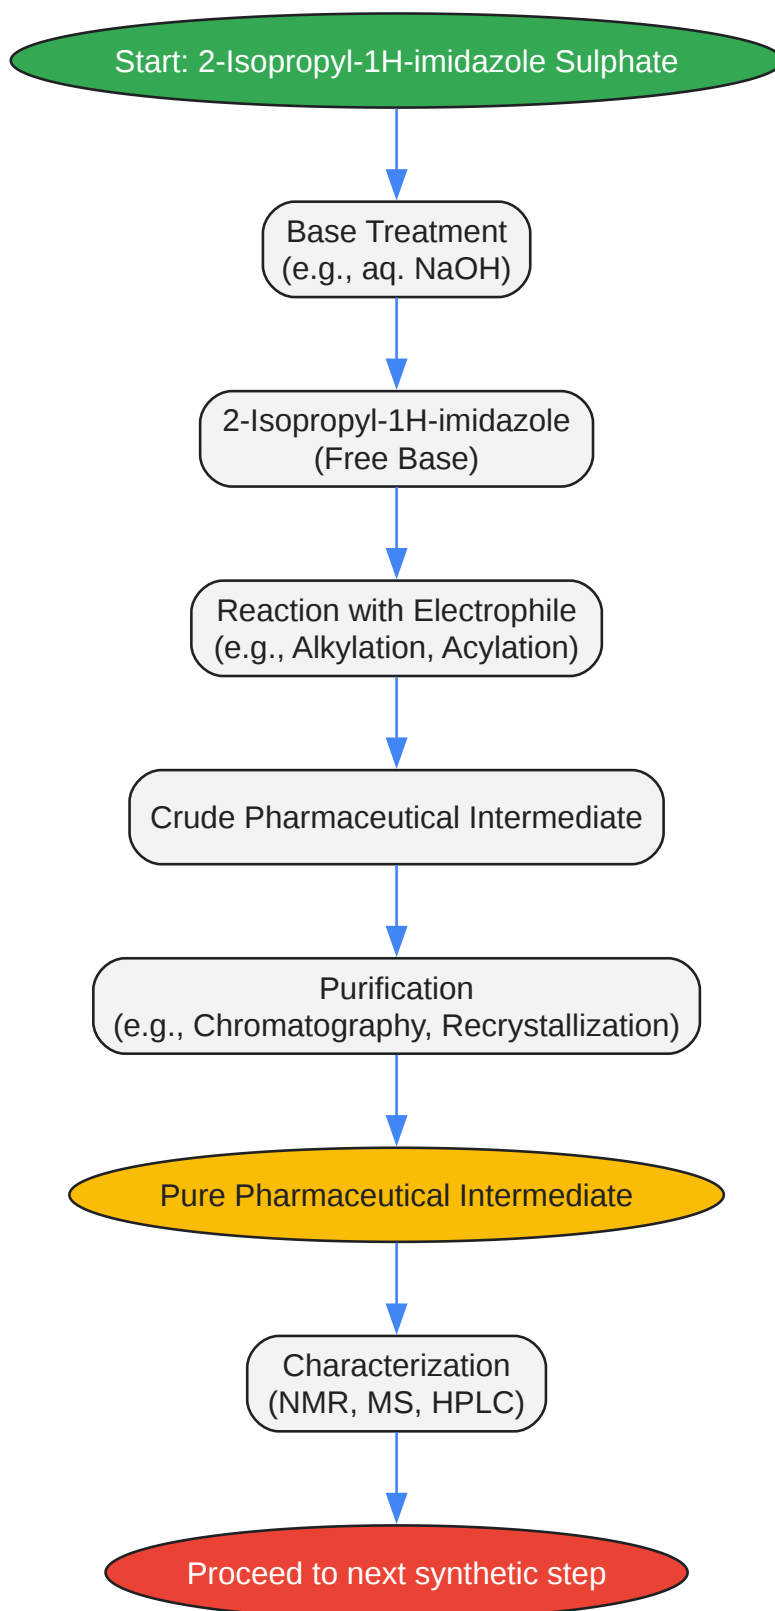 Start: 2-Isopropyl-1H-imidazole Sulphate
Base Treatment
(e.g., aq. NaOH)
2-Isopropyl-1H-imidazole
(Free Base)
Reaction with Electrophile
(e.g., Alkylation, Acylation)
Crude Pharmaceutical Intermediate
Purification
(e.g., Chromatography, Recrystallization)
Pure Pharmaceutical Intermediate
Characterization
(NMR, MS, HPLC)
Proceed to next synthetic step